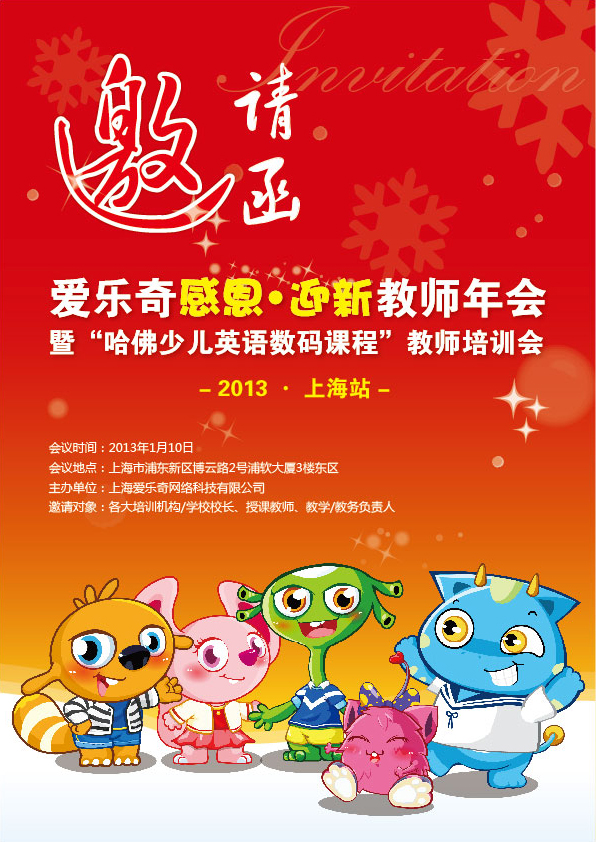 Invitation
邀请函
爱乐奇感恩·迎新教师年会
暨“哈佛少儿英语数码课程”教师培训会
– 2013 · 上海站 –
会议时间：2013年1月10日
会议地点：上海市浦东新区博云路2号浦软大厦3楼东区
主办单位：上海爱乐奇网络科技有限公司
邀请对象：各大培训机构/学校校长、授课教师、教学/教务负责人